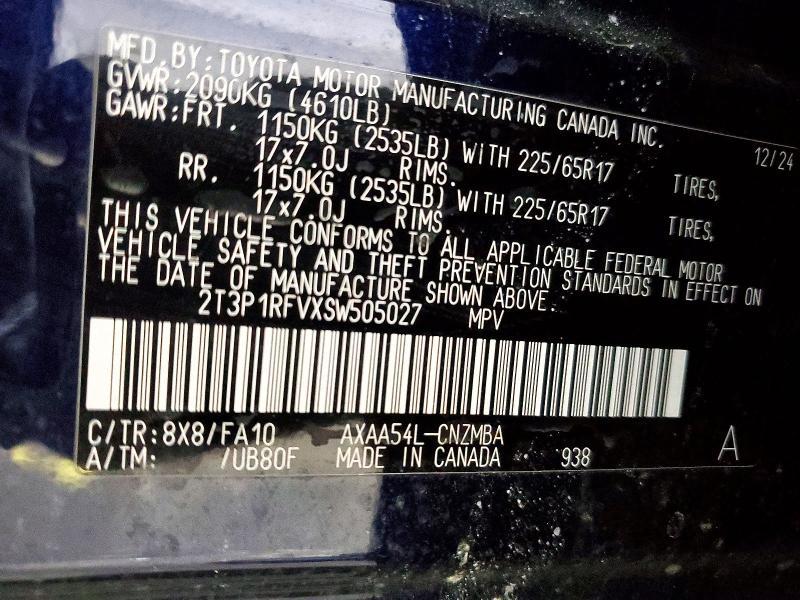 MFD. BY: TOYOTA MOTOR MANUFACTURING CANADA INC.
GVWR: 2090KG (4610LB) 12/24
GAWR: FRT. 1150KG (2535LB) WITH 225/65R17 TIRES,
17x7.0J RIMS.
RR. 1150KG (2535LB) WITH 225/65R17 TIRES,
17x7.0J RIMS.
THIS VEHICLE CONFORMS TO ALL APPLICABLE FEDERAL MOTOR
VEHICLE SAFETY AND THEFT PREVENTION STANDARDS IN EFFECT ON
THE DATE OF MANUFACTURE SHOWN ABOVE.
2T3P1RFVXSW505027 MPV
C/TR: 8X8/FA10 AXAA54L-CNZMBA A
A/TM: /UB80F MADE IN CANADA 938